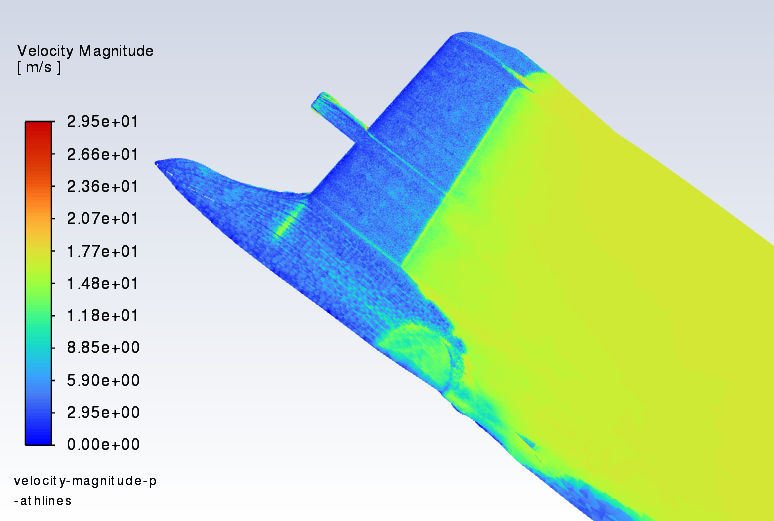 Velocity Magnitude
[ m/s ]
2.95e+01
2.66e+01
2.36e+01
2.07e+01
1.77e+01
1.48e+01
1.18e+01
8.85e+00
5.90e+00
2.95e+00
0.00e+00
velocity-magnitude-p
-athlines